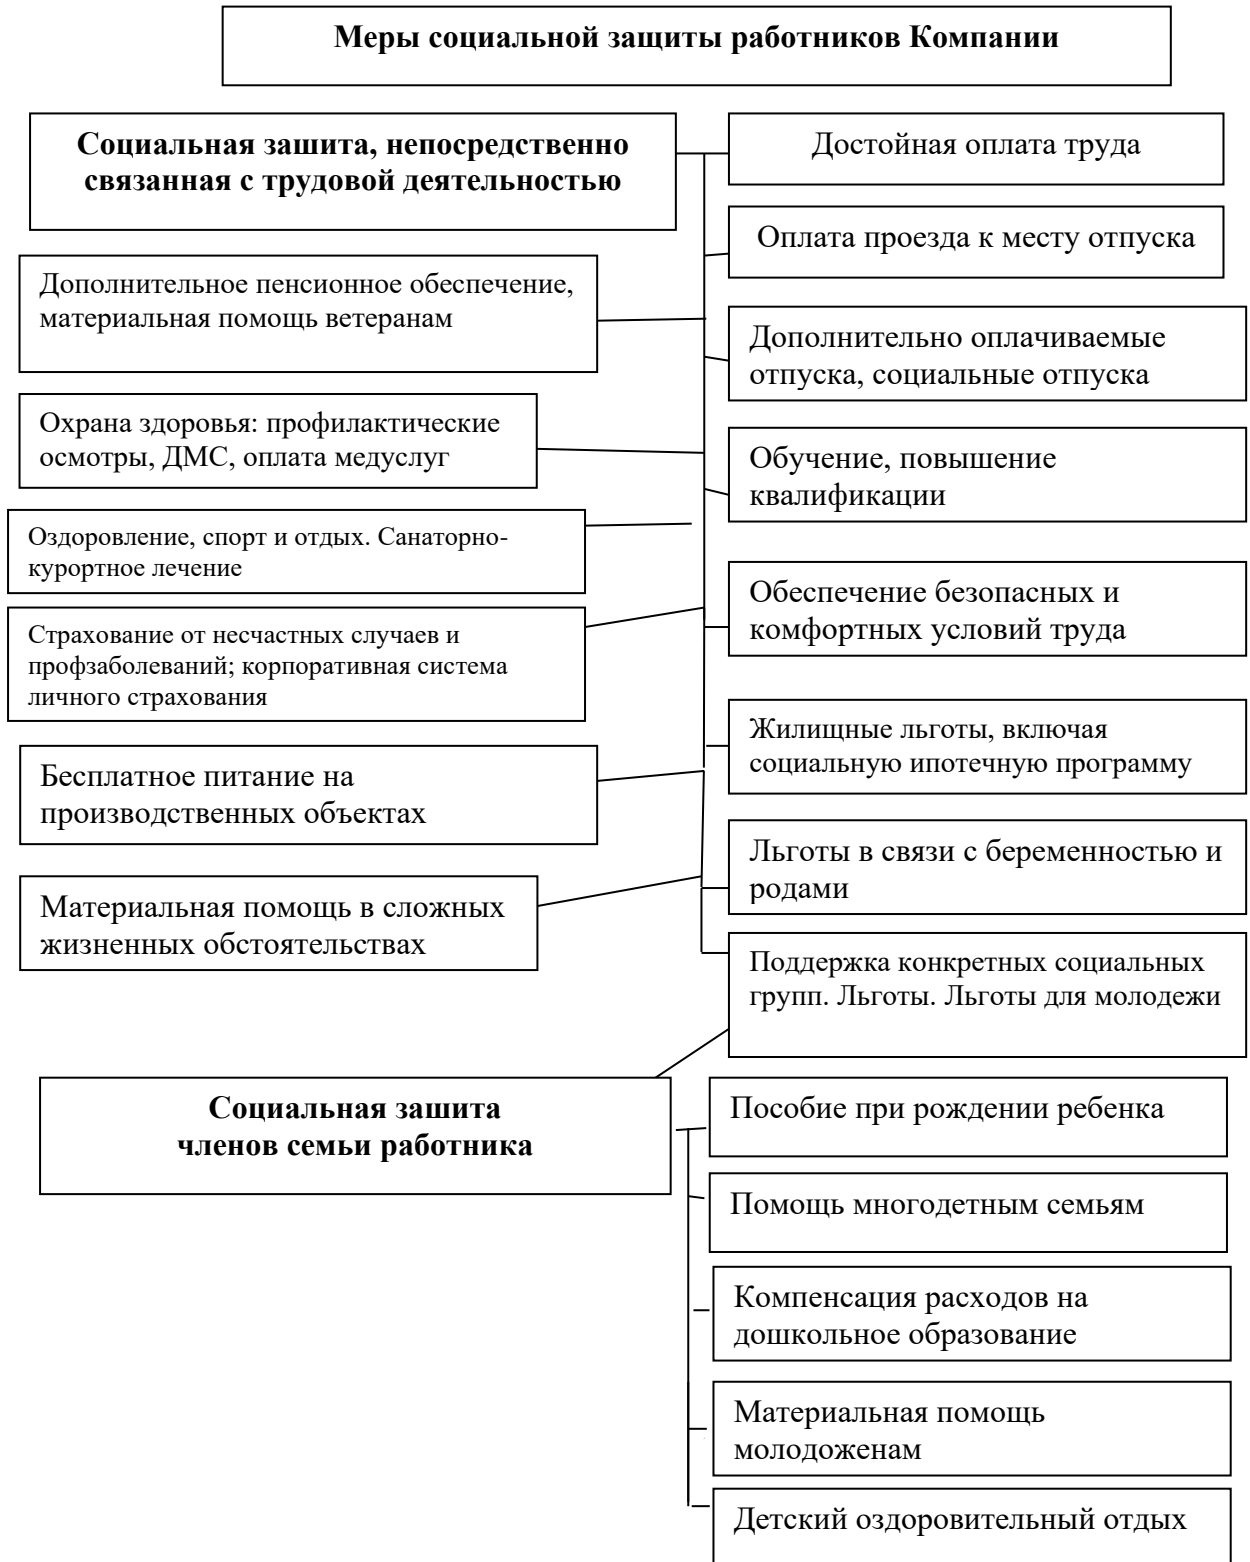 Меры социальной защиты работников Компании
Социальная зашита, непосредственно
связанная с трудовой деятельностью
Достойная оплата труда
Оплата проезда к месту отпуска
Дополнительное пенсионное обеспечение,
материальная помощь ветеранам
Дополнительно оплачиваемые
отпуска, социальные отпуска
Охрана здоровья: профилактические
осмотры, ДМС, оплата медуслуг
Обучение, повышение
квалификации
Оздоровление, спорт и отдых. Санаторно-
курортное лечение
Обеспечение безопасных и
комфортных условий труда
Страхование от несчастных случаев и
профзаболеваний; корпоративная система
личного страхования
Жилищные льготы, включая
социальную ипотечную программу
Бесплатное питание на
производственных объектах
Льготы в связи с беременностью и
родами
Материальная помощь в сложных
жизненных обстоятельствах
Поддержка конкретных социальных
групп. Льготы. Льготы для молодежи
Социальная зашита
членов семьи работника
Пособие при рождении ребенка
Помощь многодетным семьям
Компенсация расходов на
дошкольное образование
Материальная помощь
молодоженам
Детский оздоровительный отдых